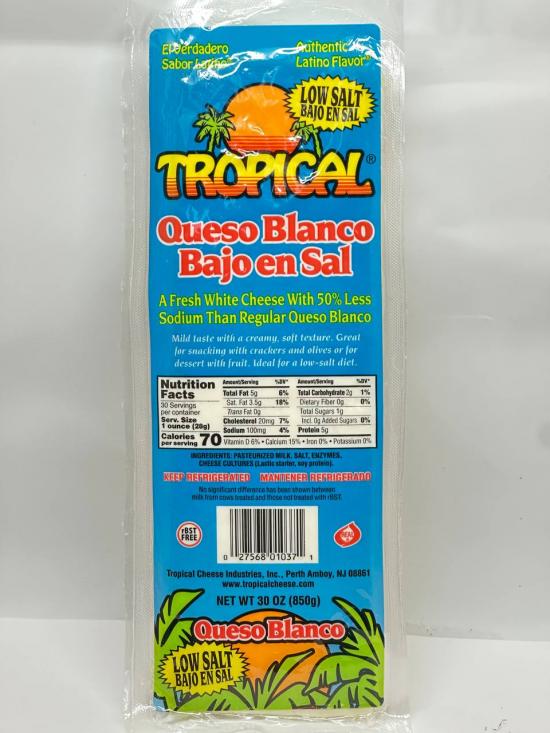 El Verdadero
Sabor Latino®
Authentic
Latino Flavor®
LOW SALT
BAJO EN SAL
TROPICAL®
Queso Blanco
Bajo en Sal
A Fresh White Cheese With 50% Less
Sodium Than Regular Queso Blanco
Mild taste with a creamy, soft texture. Great
for snacking with crackers and olives or for
dessert with fruit. Ideal for a low-salt diet.
Nutrition
Facts
30 Servings
per container
Serv. Size
1 ounce (28g)
Calories 70
per serving
Amount/Serving %DV*
Total Fat 5g 6%
Sat. Fat 3.5g 18%
Trans Fat 0g
Cholesterol 20mg 7%
Sodium 100mg 4%
Amount/Serving %DV*
Total Carbohydrate 2g 1%
Dietary Fiber 0g 0%
Total Sugars 1g
Incl. 0g Added Sugars 0%
Protein 5g
Vitamin D 6% • Calcium 15% • Iron 0% • Potassium 0%
INGREDIENTS: PASTEURIZED MILK, SALT, ENZYMES,
CHEESE CULTURES (Lactic starter, soy protein).
KEEP REFRIGERATED MANTENER REFRIGERADO
No significant difference has been shown between
milk from cows treated and those not treated with rBST.
rBST
FREE
REAL
0 27568 01037 1
Tropical Cheese Industries, Inc., Perth Amboy, NJ 08861
www.tropicalcheese.com
NET WT 30 OZ (850g)
Queso Blanco
LOW SALT
BAJO EN SAL